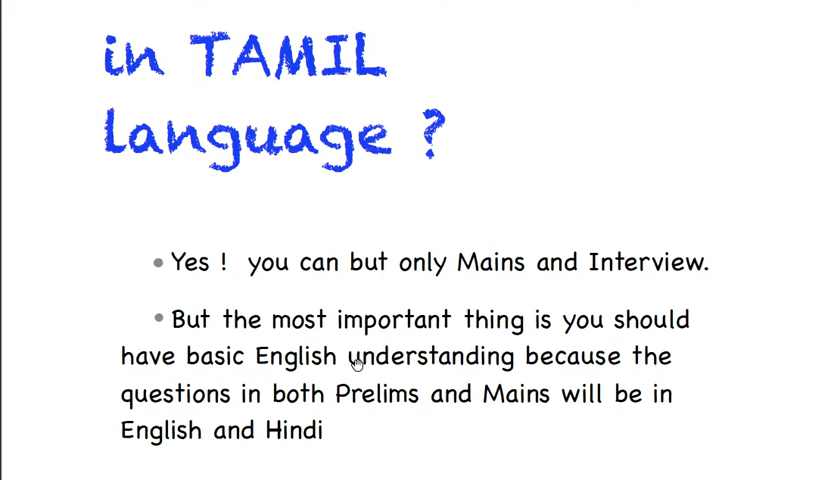 in TAMIL
language ?
Yes ! you can but only Mains and Interview.
But the most important thing is you should
have basic English understanding because the
questions in both Prelims and Mains will be in
English and Hindi